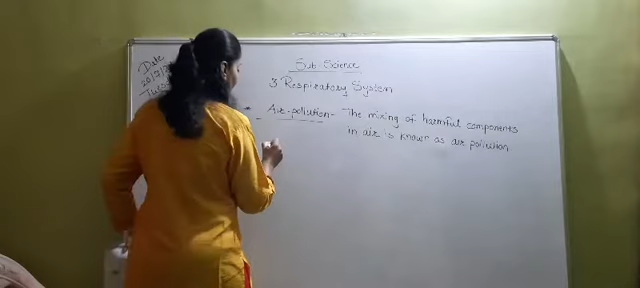 Date
Sub- Science
3 Respiratory System
Air-pollution- The mixing of harmful components
in air is known as air pollution